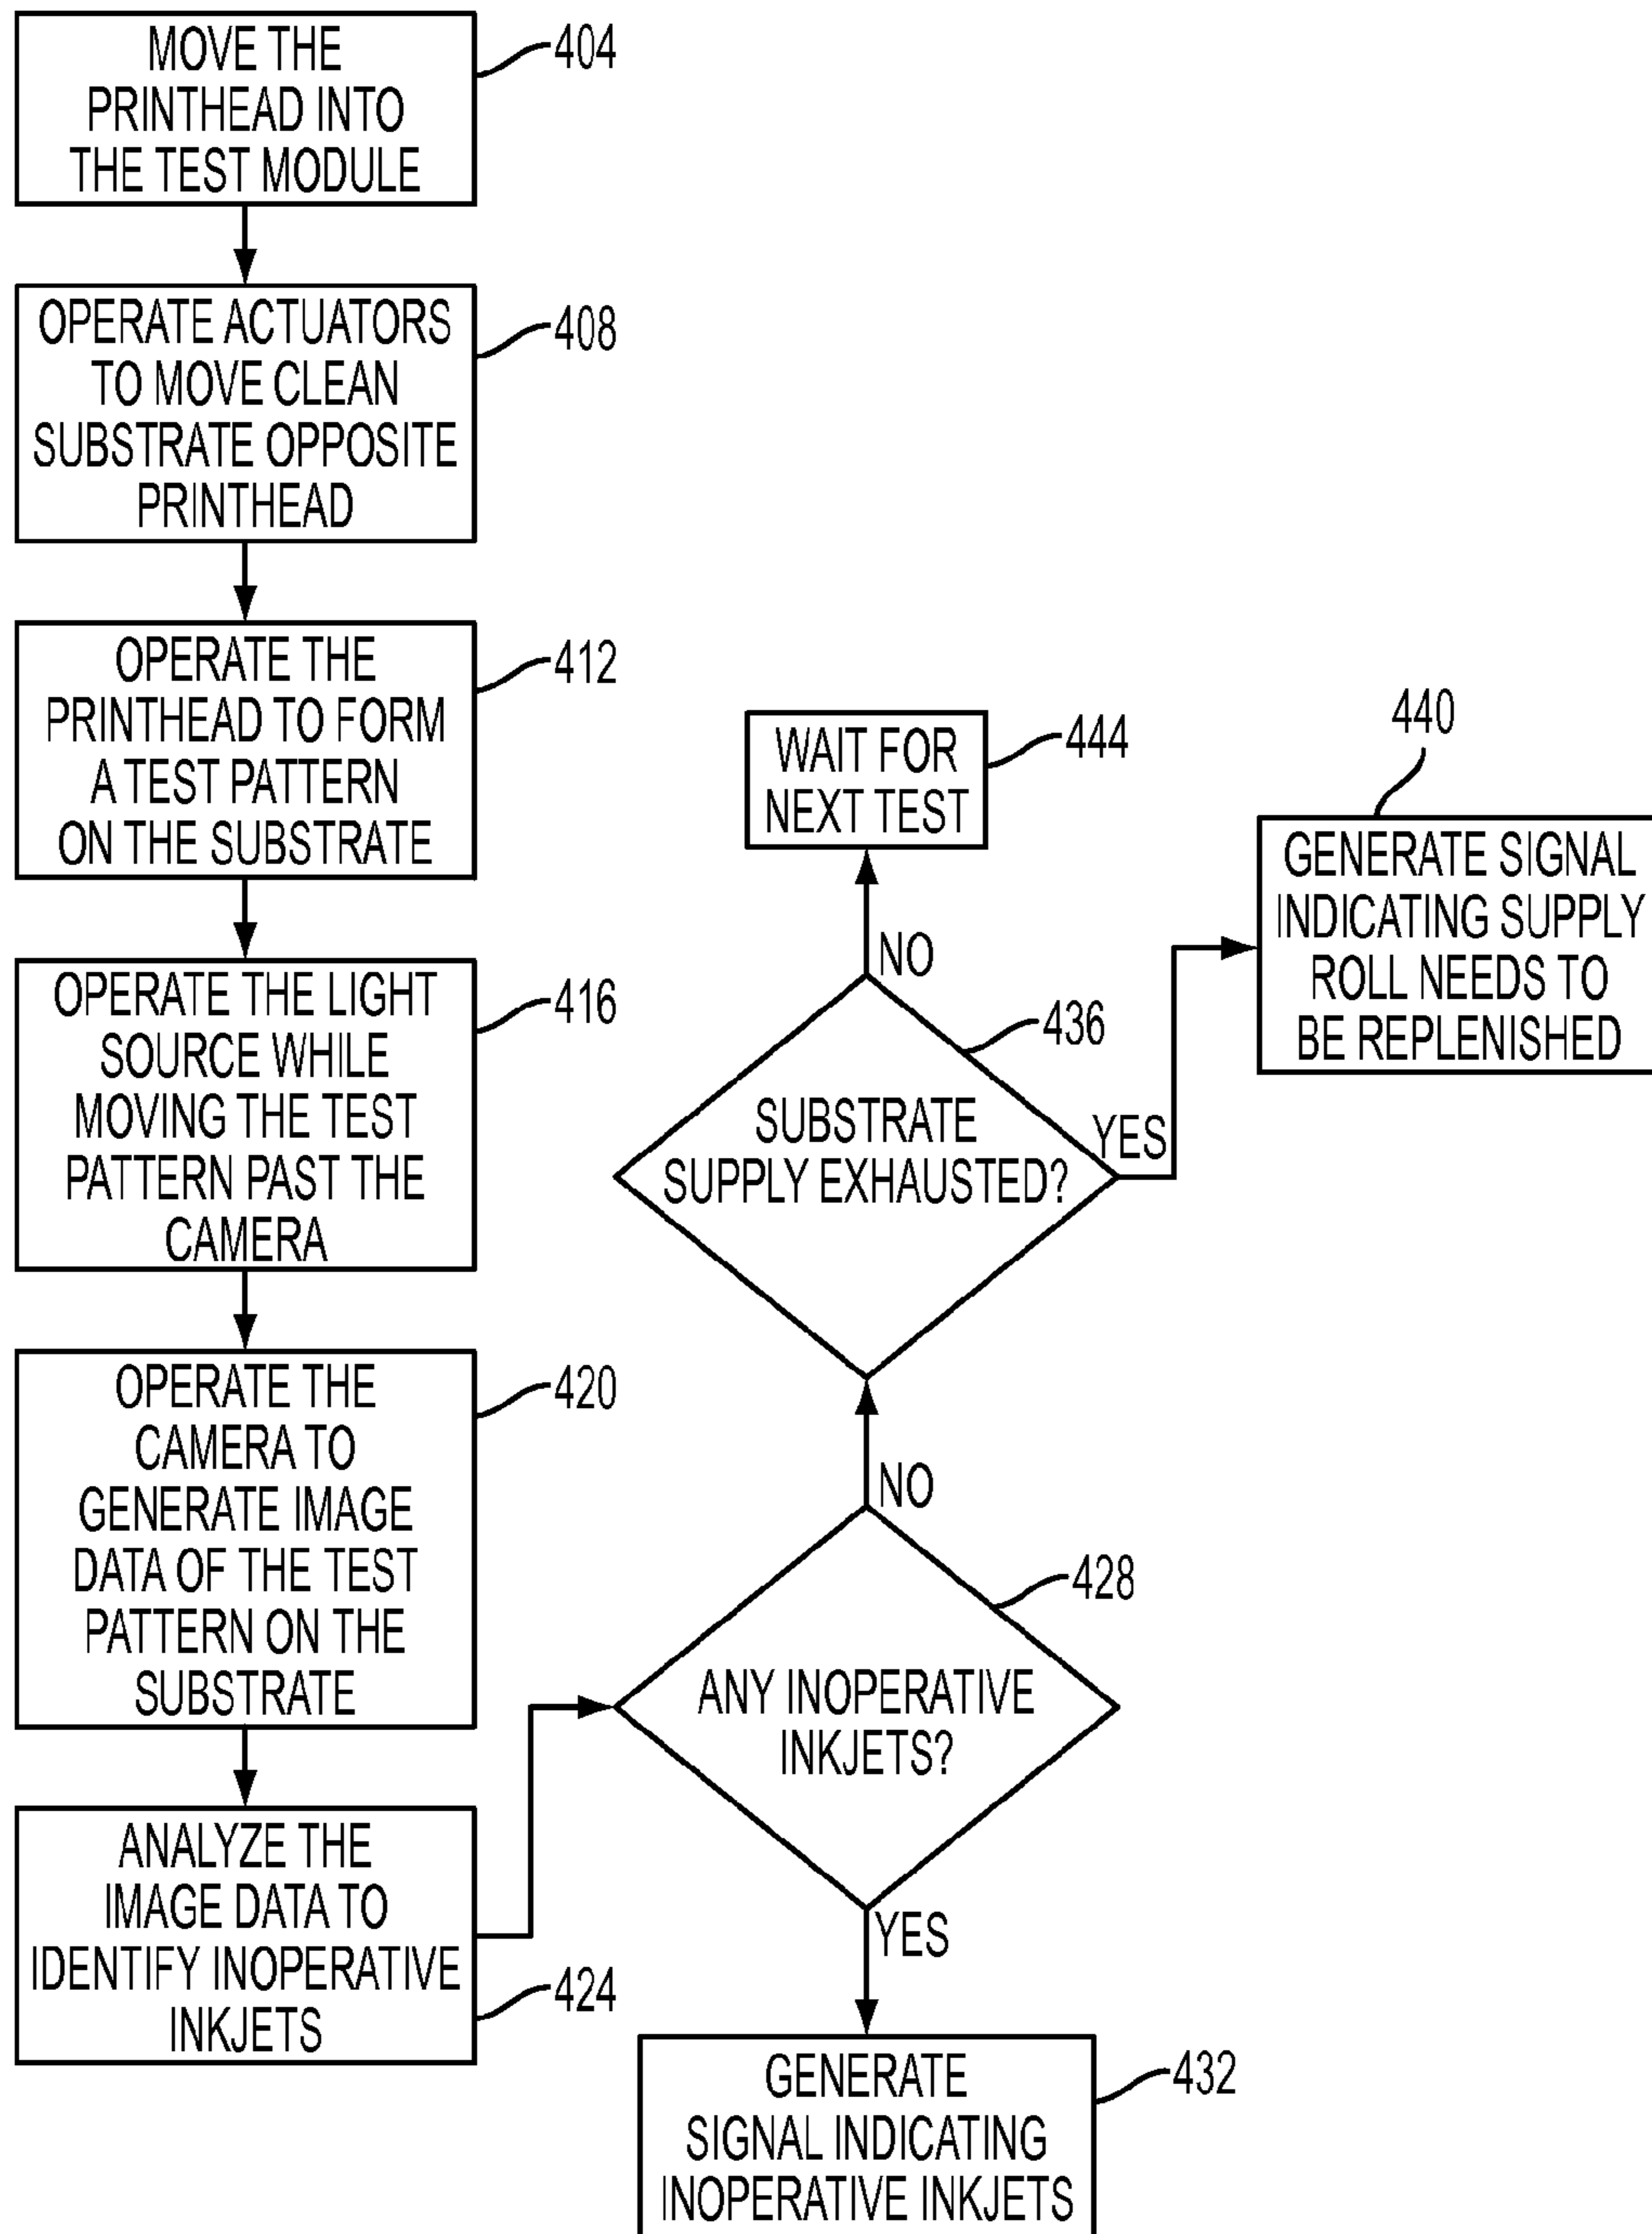 MOVE THE
PRINTHEAD INTO
THE TEST MODULE
404
OPERATE ACTUATORS
TO MOVE CLEAN
SUBSTRATE OPPOSITE
PRINTHEAD
408
OPERATE THE
PRINTHEAD TO FORM
A TEST PATTERN
ON THE SUBSTRATE
412
OPERATE THE LIGHT
SOURCE WHILE
MOVING THE TEST
PATTERN PAST THE
CAMERA
416
OPERATE THE
CAMERA TO
GENERATE IMAGE
DATA OF THE TEST
PATTERN ON THE
SUBSTRATE
420
ANALYZE THE
IMAGE DATA TO
IDENTIFY INOPERATIVE
INKJETS
424
ANY INOPERATIVE
INKJETS?
428
YES
GENERATE
SIGNAL INDICATING
INOPERATIVE INKJETS
432
NO
SUBSTRATE
SUPPLY EXHAUSTED?
436
YES
GENERATE SIGNAL
INDICATING SUPPLY
ROLL NEEDS TO
BE REPLENISHED
440
NO
WAIT FOR
NEXT TEST
444